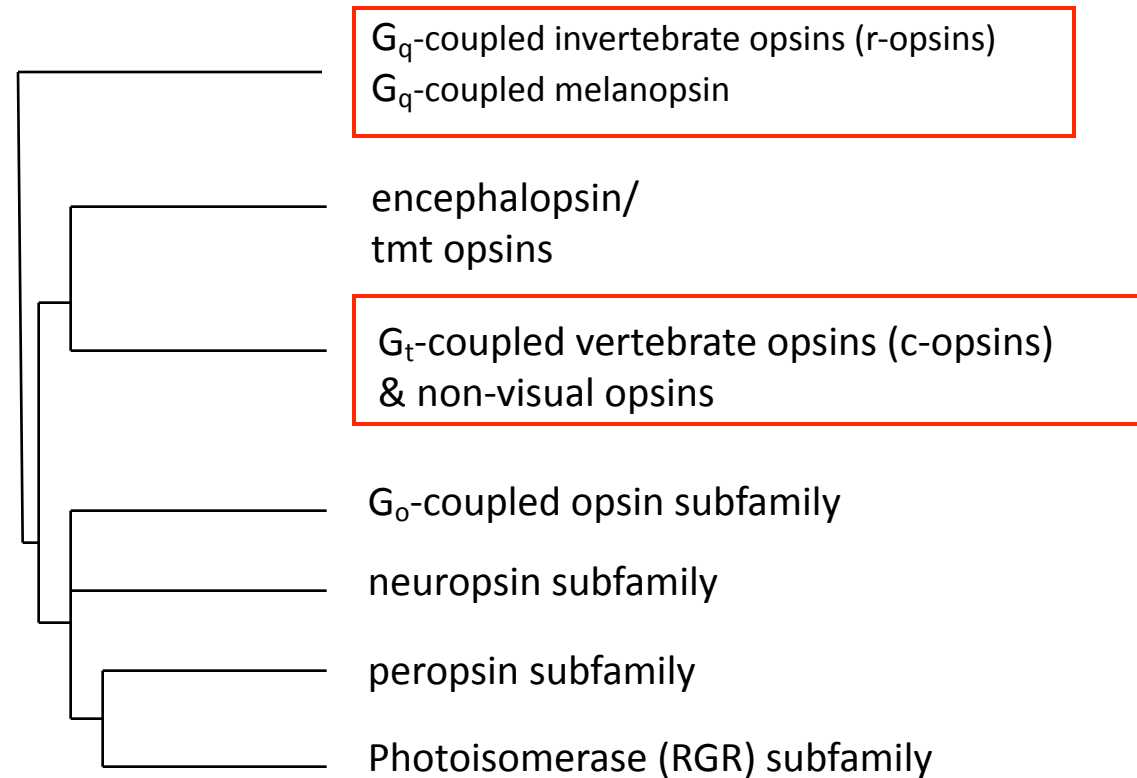 Gq-coupled invertebrate opsins (r-opsins)
Gq-coupled melanopsin
encephalopsin/
tmt opsins
Gt-coupled vertebrate opsins (c-opsins)
& non-visual opsins
Go-coupled opsin subfamily
neuropsin subfamily
peropsin subfamily
Photoisomerase (RGR) subfamily